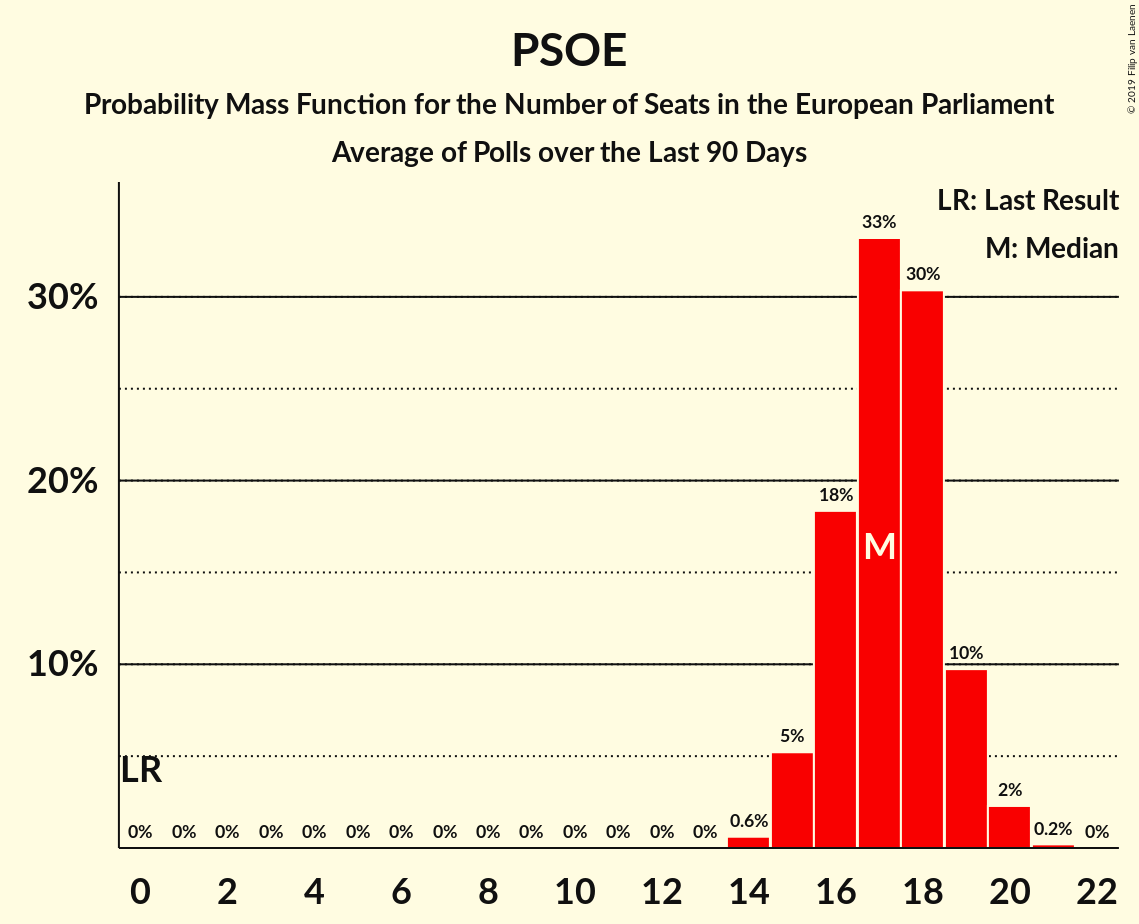 PSOE
Probability Mass Function for the Number of Seats in the European Parliament
Average of Polls over the Last 90 Days
© 2019 Filip van Laenen
LR: Last Result
M: Median
33%
30%
30%
20%
18%
M
10%
10%
5%
LR
2%
0% 0% 0% 0% 0% 0% 0% 0% 0% 0% 0% 0% 0% 0% 0.6% 0.2% 0%
0 2 4 6 8 10 12 14 16 18 20 22